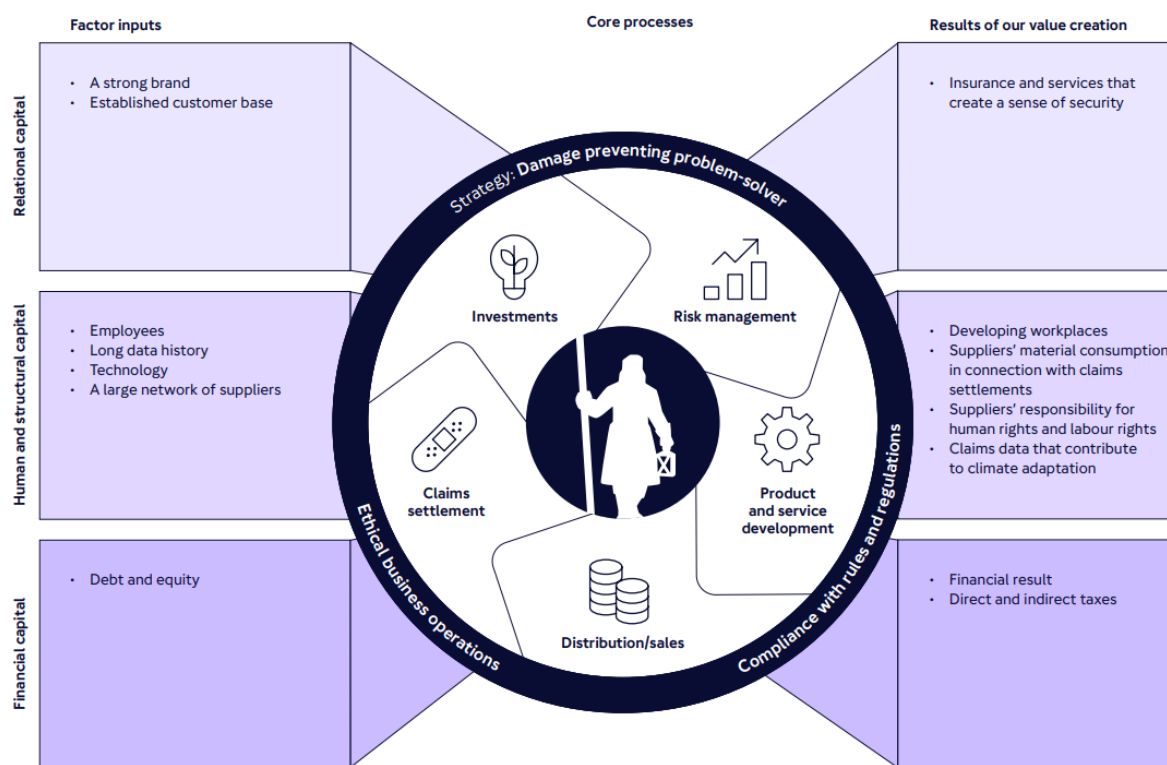 Factor inputs
Core processes
Results of our value creation
Relational capital
• A strong brand
• Established customer base
• Insurance and services that
create a sense of security
Human and structural capital
• Employees
• Long data history
• Technology
• A large network of suppliers
• Developing workplaces
• Suppliers' material consumption
in connection with claims
settlements
• Suppliers' responsibility for
human rights and labour rights
• Claims data that contribute
to climate adaptation
Financial capital
• Debt and equity
• Financial result
• Direct and indirect taxes
Strategy: Damage preventing problem-solver
Investments
Risk management
Claims
settlement
Product
and service
development
Distribution/sales
Ethical business operations
Compliance with rules and regulations